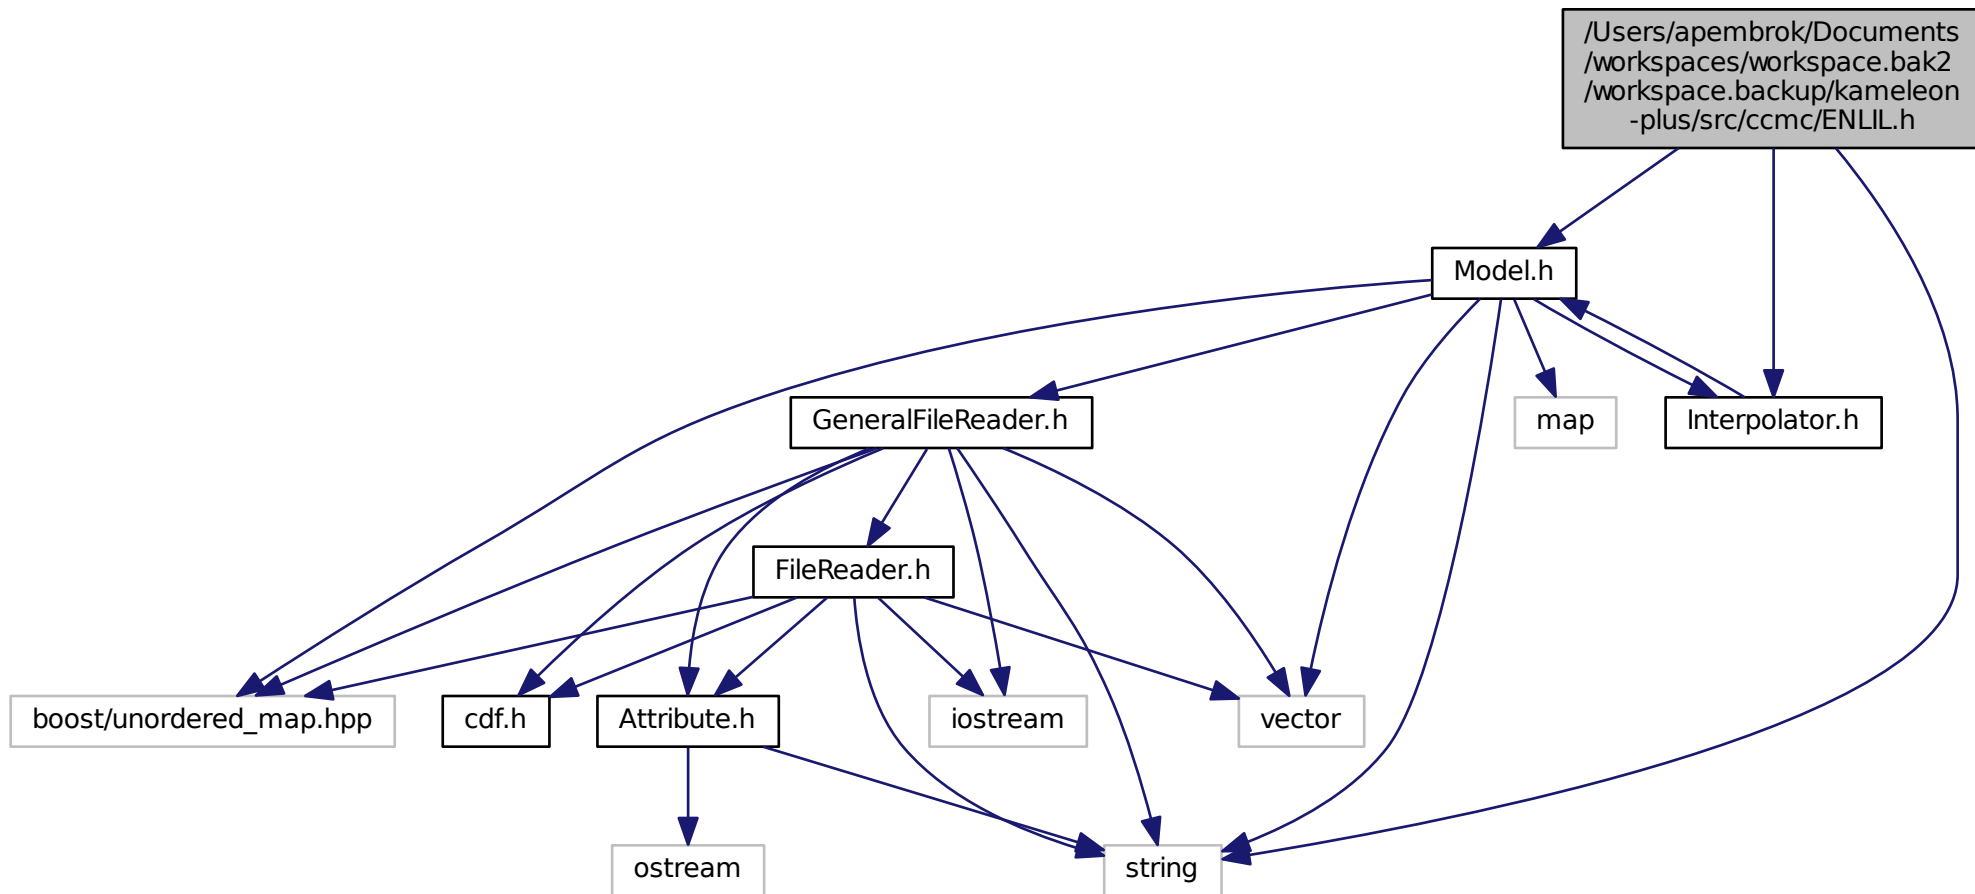 /Users/apembrok/Documents
/workspaces/workspace.bak2
/workspace.backup/kameleon
-plus/src/ccmc/ENLIL.h
Model.h
GeneralFileReader.h
map
Interpolator.h
FileReader.h
boost/unordered_map.hpp
cdf.h
Attribute.h
iostream
vector
ostream
string